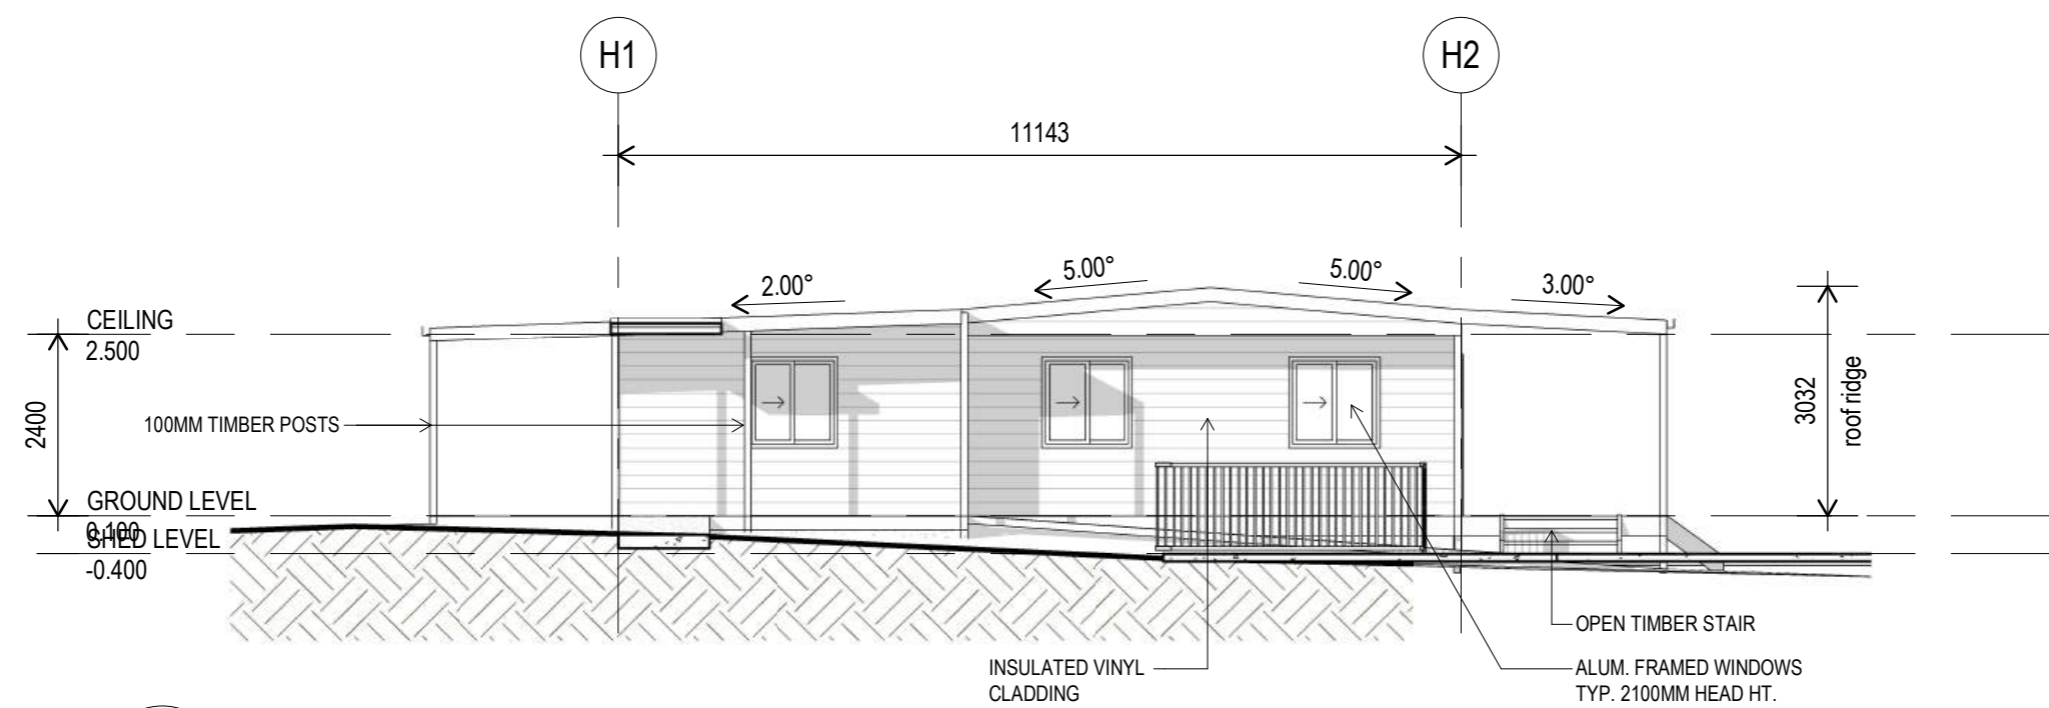 H1
H2
11143
2.00°
5.00°
5.00°
3.00°
CEILING
2.500
2400
100MM TIMBER POSTS
3032
roof ridge
GROUND LEVEL
0.100
SHED LEVEL
-0.400
OPEN TIMBER STAIR
INSULATED VINYL
CLADDING
ALUM. FRAMED WINDOWS
TYP. 2100MM HEAD HT.